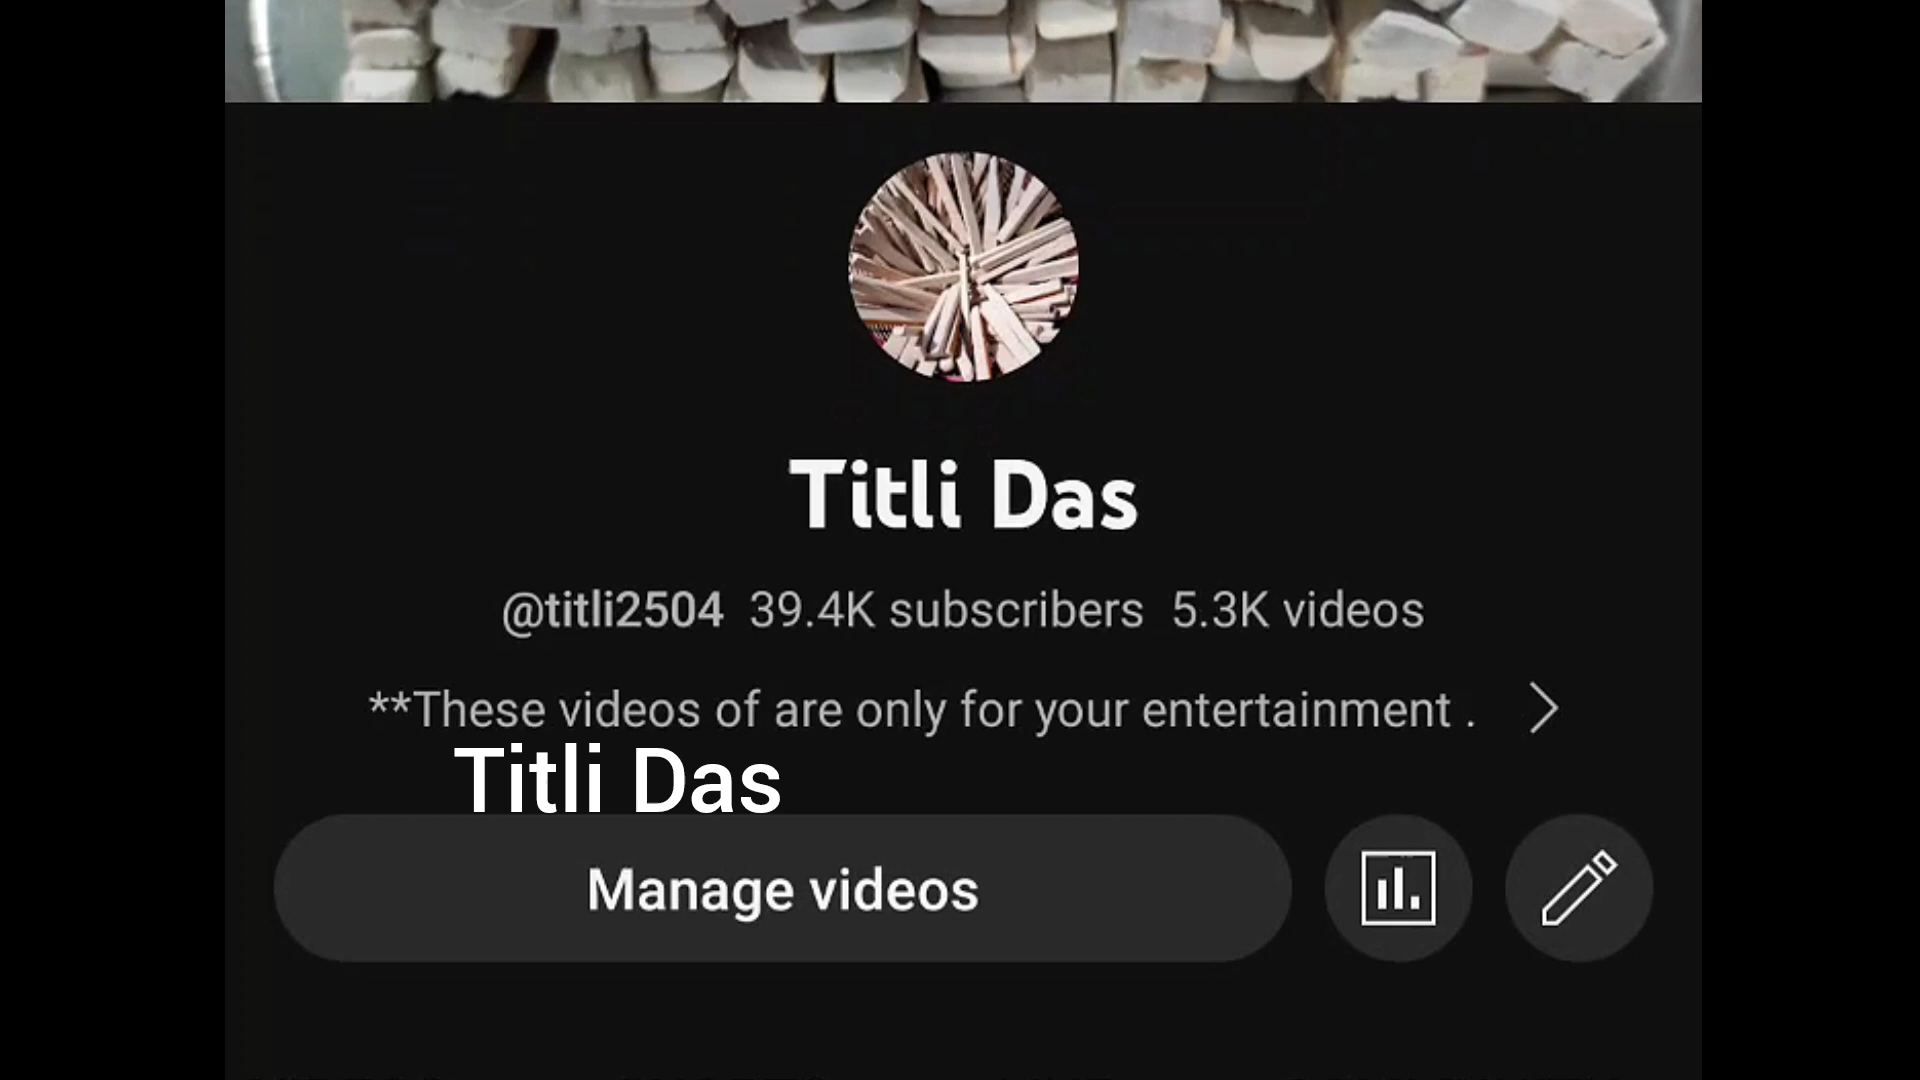 Titli Das
@titli2504 39.4K subscribers 5.3K videos
**These videos of are only for your entertainment .
Titli Das
Manage videos